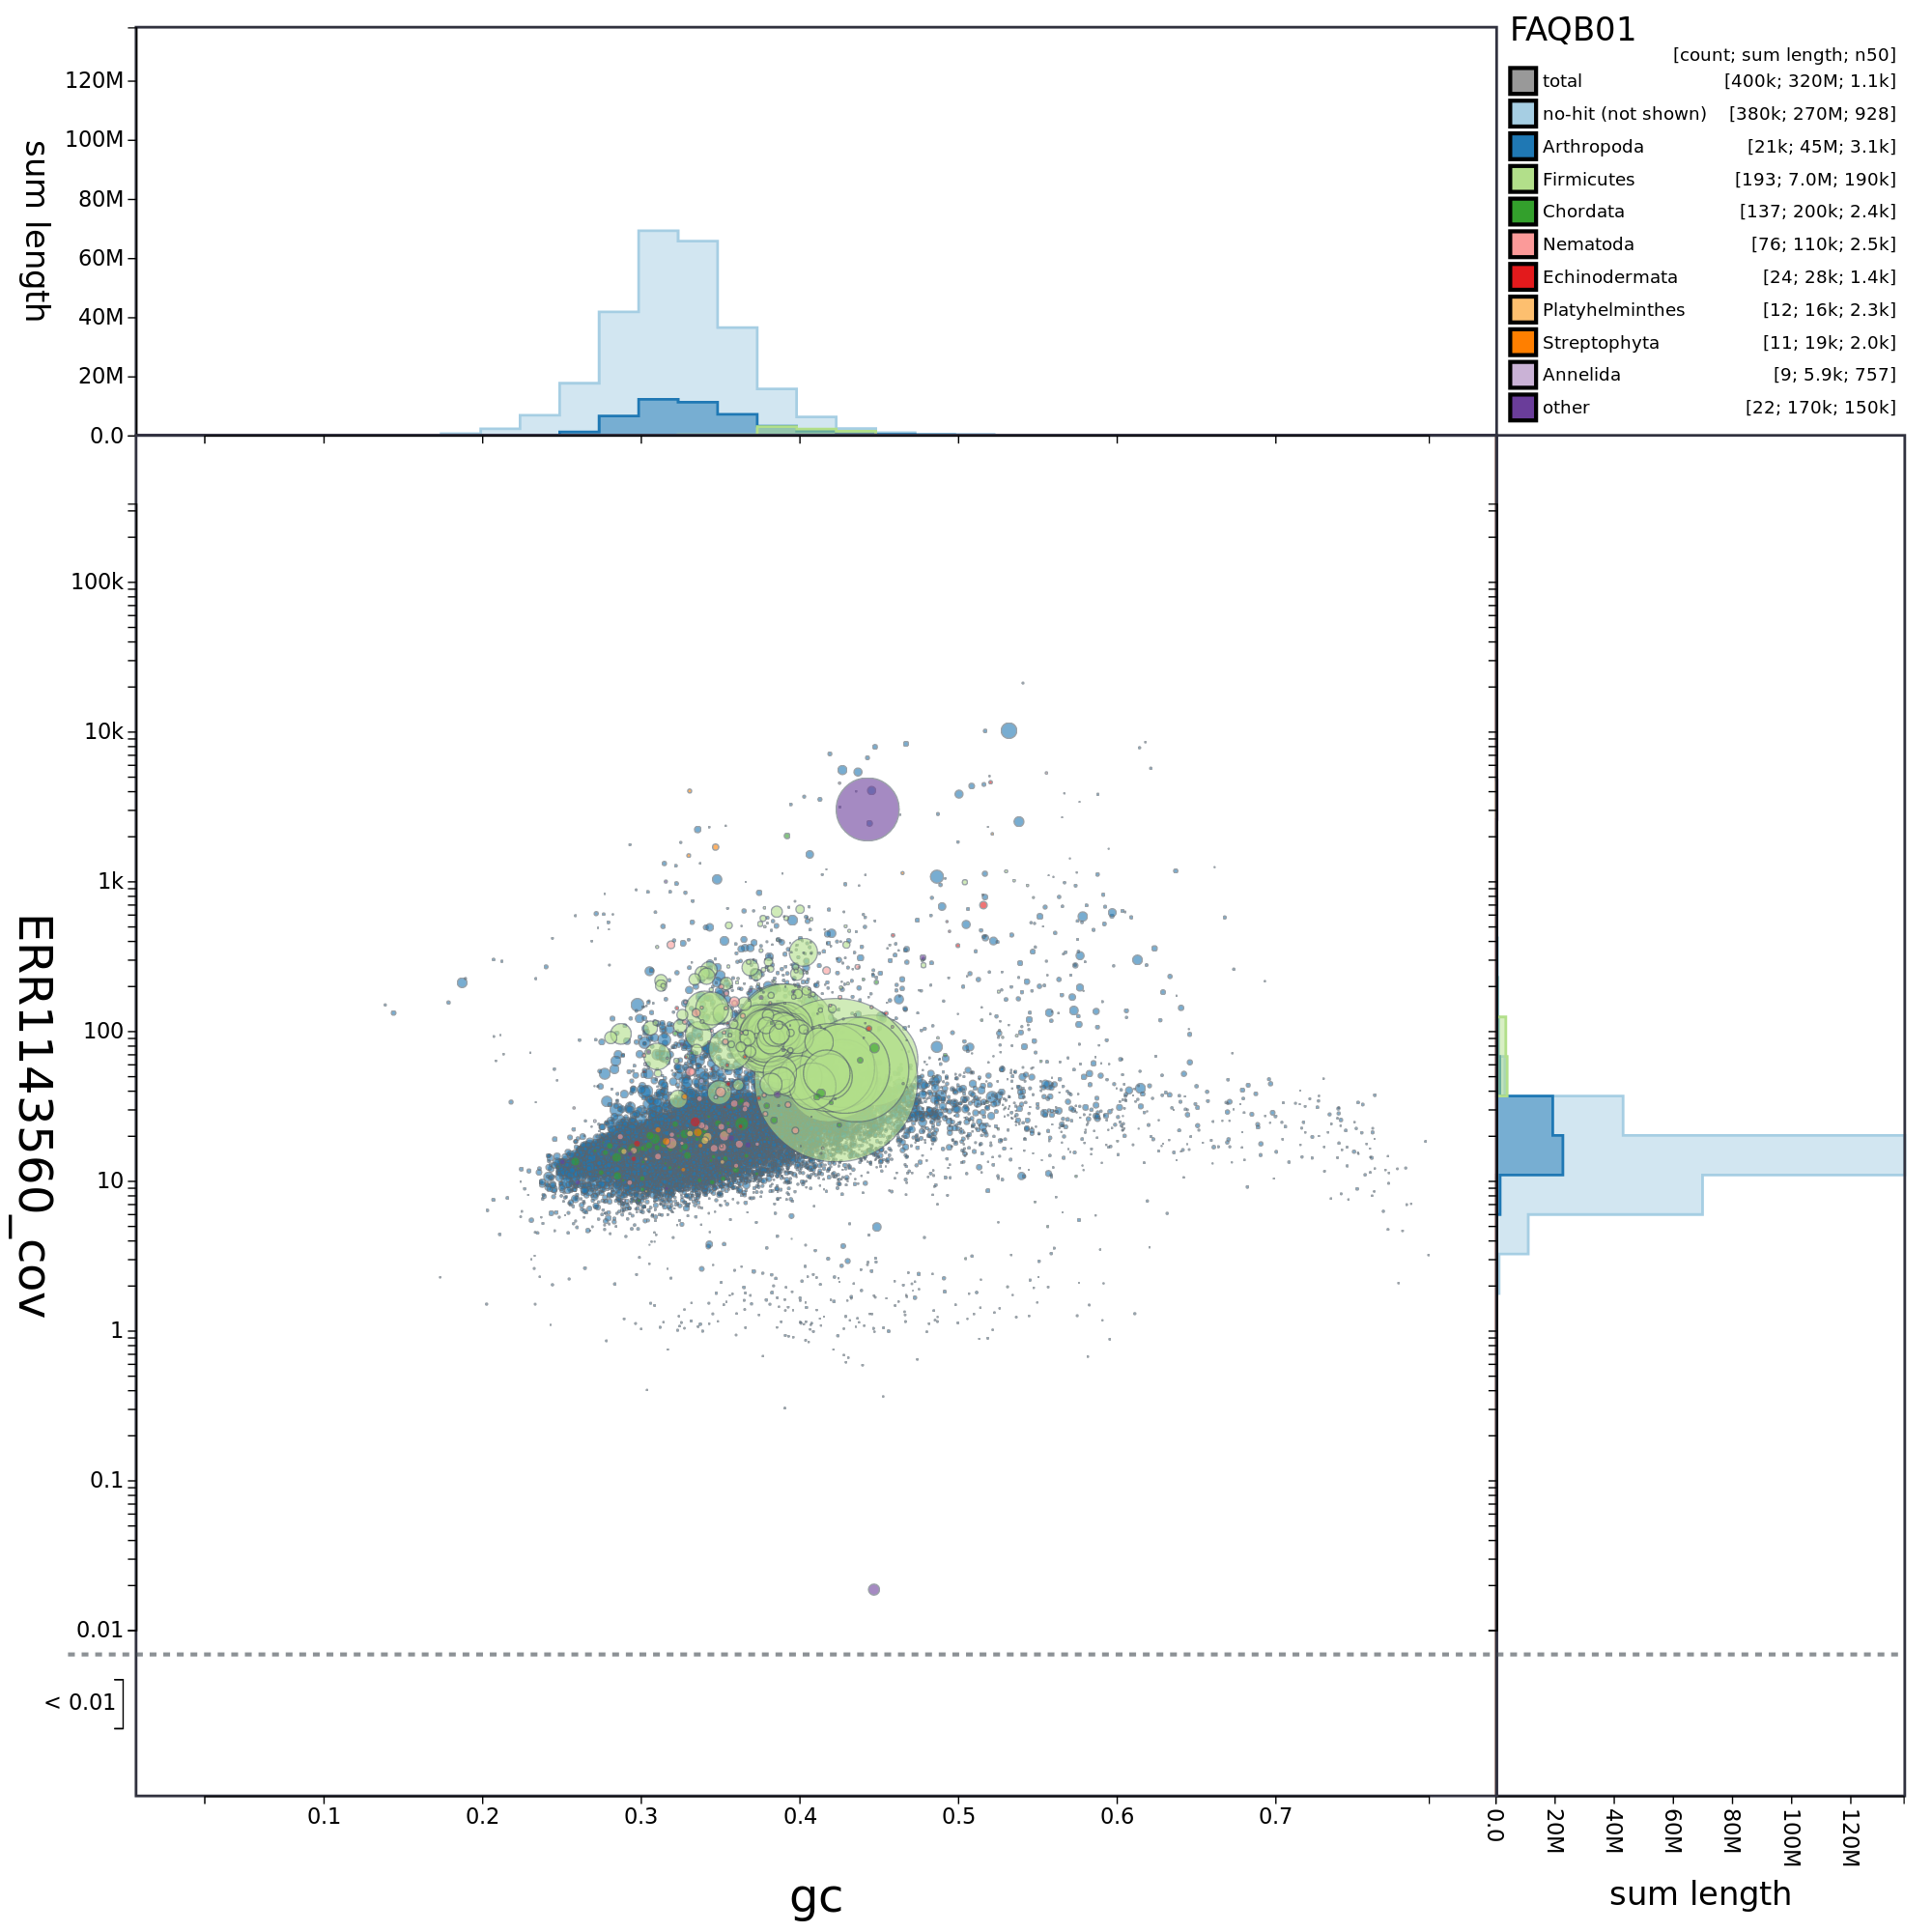 FAQB01
[count; sum length; n50]
total [400k; 320M; 1.1k]
no-hit (not shown) [380k; 270M; 928]
Arthropoda [21k; 45M; 3.1k]
Firmicutes [193; 7.0M; 190k]
Chordata [137; 200k; 2.4k]
Nematoda [76; 110k; 2.5k]
Echinodermata [24; 28k; 1.4k]
Platyhelminthes [12; 16k; 2.3k]
Streptophyta [11; 19k; 2.0k]
Annelida [9; 5.9k; 757]
other [22; 170k; 150k]
sum length
120M
100M
80M
60M
40M
20M
0.0
ERR1143560_cov
100k
10k
1k
100
10
1
0.1
0.01
< 0.01
0.1 0.2 0.3 0.4 0.5 0.6 0.7
gc
0.0 20M 40M 60M 80M 100M 120M
sum length